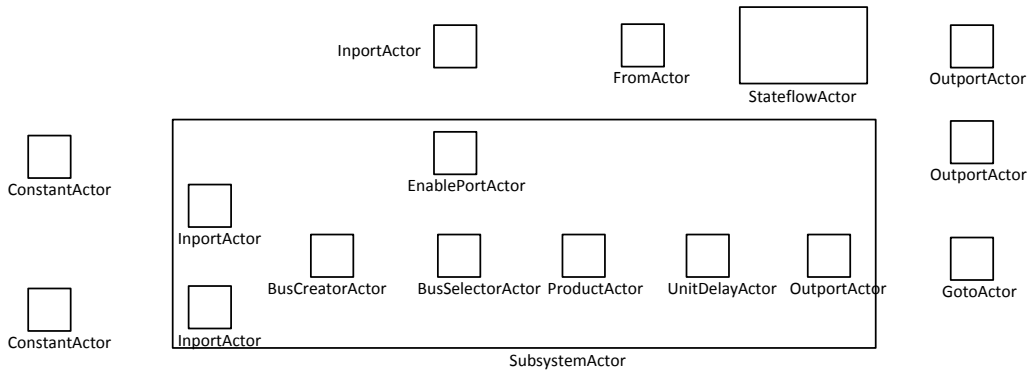 InportActor
FromActor
StateflowActor
OutportActor
ConstantActor
EnablePortActor
OutportActor
InportActor
BusCreatorActor
BusSelectorActor
ProductActor
UnitDelayActor
OutportActor
GotoActor
ConstantActor
InportActor
SubsystemActor